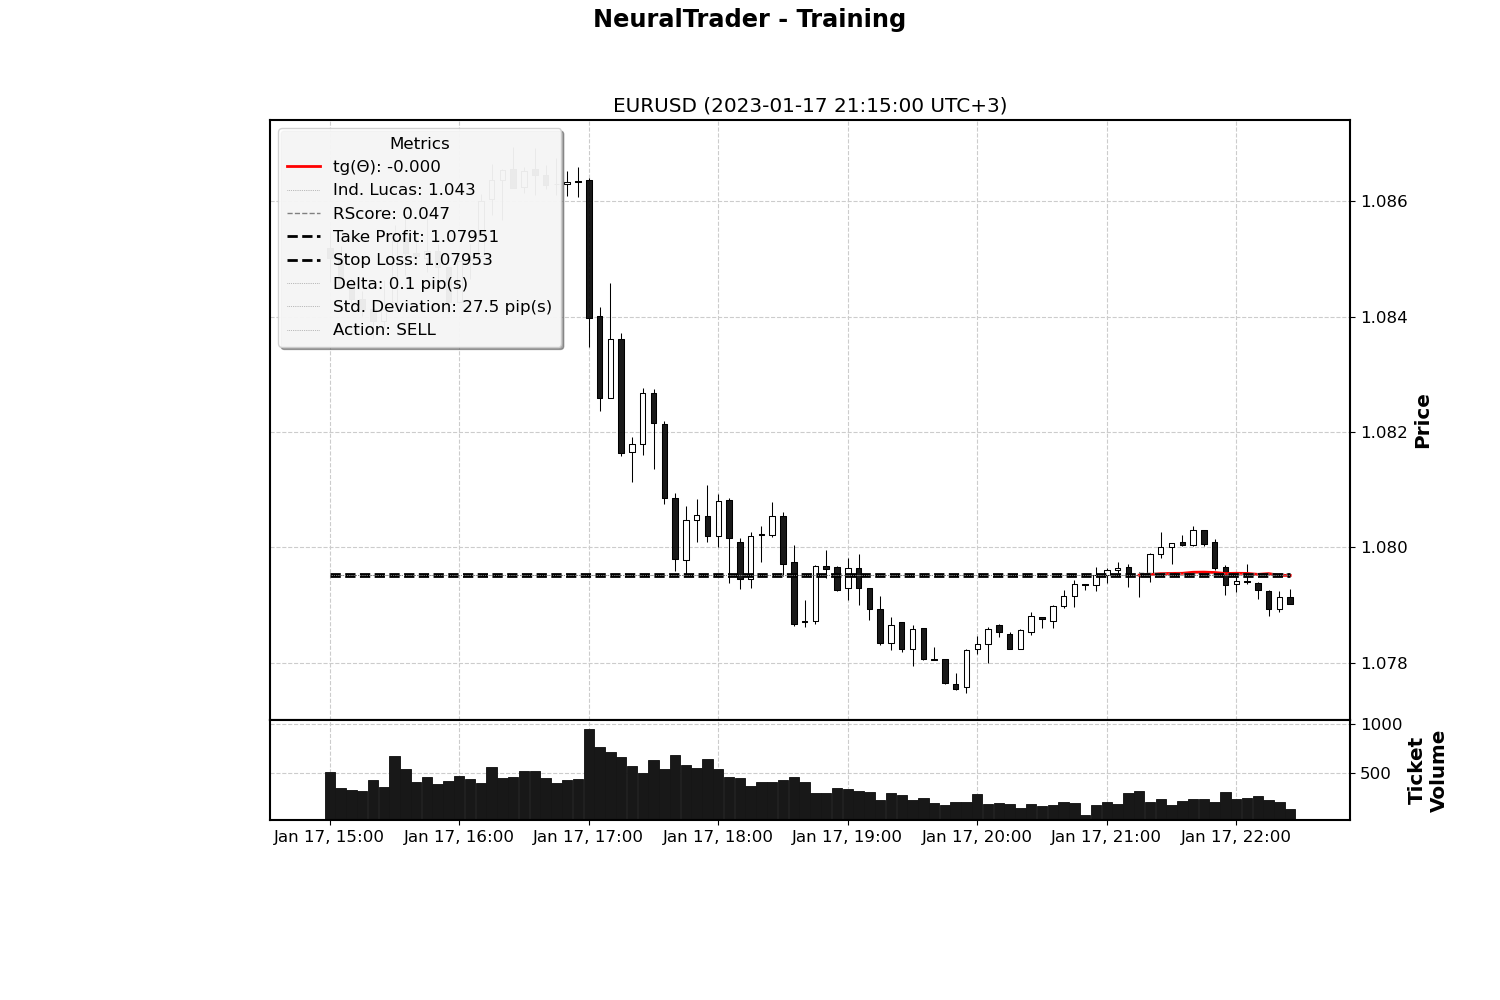 NeuralTrader - Training
EURUSD (2023-01-17 21:15:00 UTC+3)
Metrics
tg(Θ): -0.000
Ind. Lucas: 1.043
RScore: 0.047
Take Profit: 1.07951
Stop Loss: 1.07953
Delta: 0.1 pip(s)
Std. Deviation: 27.5 pip(s)
Action: SELL
1.086
1.084
1.082
1.080
1.078
Price
1000
500
Ticket
Volume
Jan 17, 15:00 Jan 17, 16:00 Jan 17, 17:00 Jan 17, 18:00 Jan 17, 19:00 Jan 17, 20:00 Jan 17, 21:00 Jan 17, 22:00